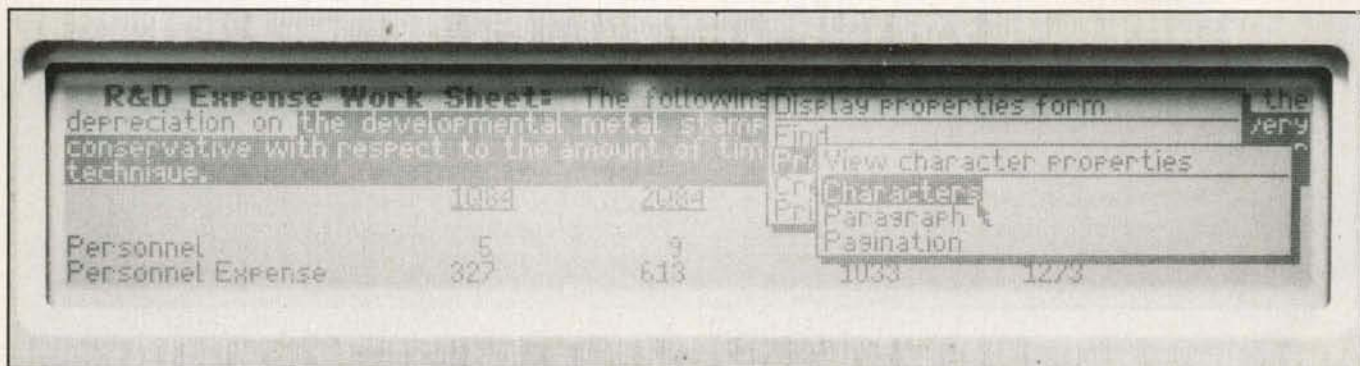 R&D Expense Work Sheet: The following Display properties form the
depreciation on the developmental metal stamp Find very
conservative with respect to the amount of tim View character properties
technique. Characters
1Q84 2Q84 Paragraph
Personnel 5 9 Pagination
Personnel Expense 327 613 1033 1273